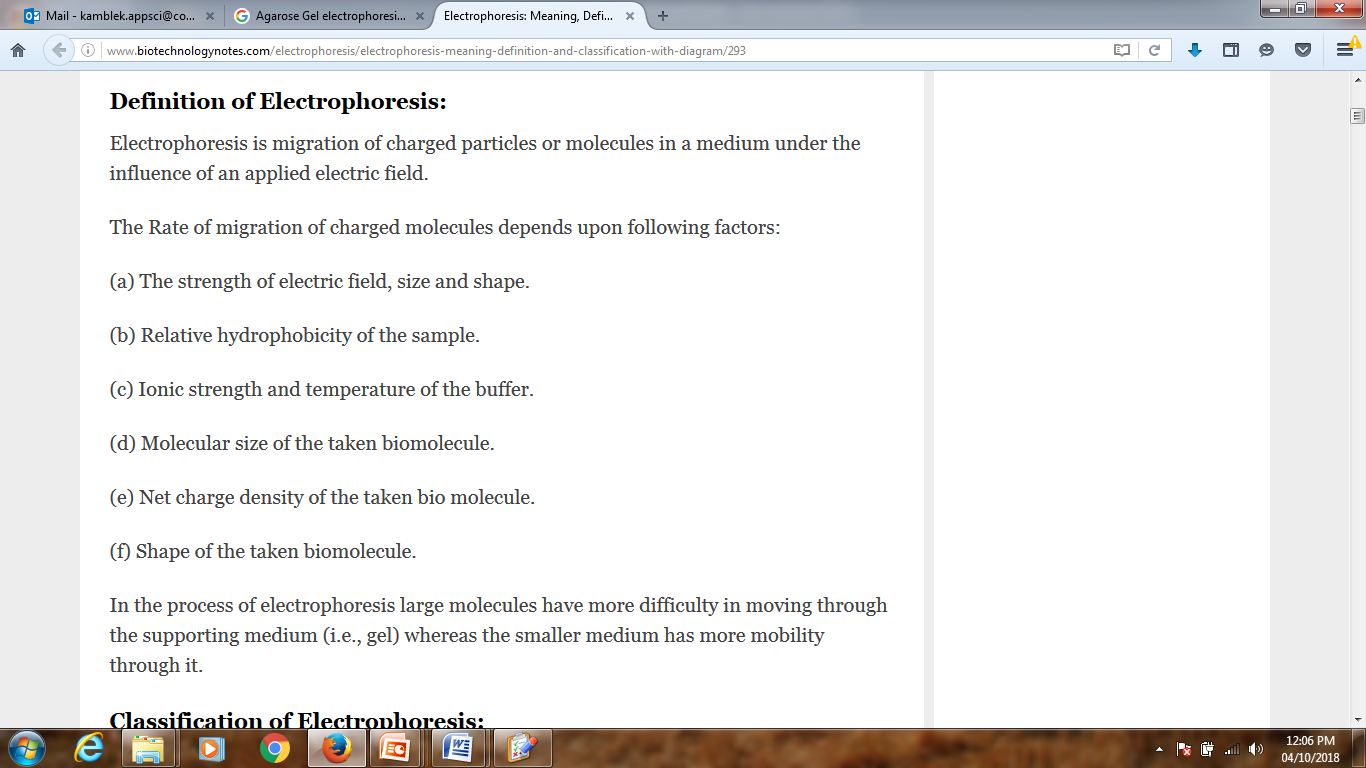 Mail - kamblek.appsci@co...
Agarose Gel electrophoresi...
Electrophoresis: Meaning, Defi...
www.biotechnologynotes.com/electrophoresis/electrophoresis-meaning-definition-and-classification-with-diagram/293
Definition of Electrophoresis:
Electrophoresis is migration of charged particles or molecules in a medium under the
influence of an applied electric field.
The Rate of migration of charged molecules depends upon following factors:
(a) The strength of electric field, size and shape.
(b) Relative hydrophobicity of the sample.
(c) Ionic strength and temperature of the buffer.
(d) Molecular size of the taken biomolecule.
(e) Net charge density of the taken bio molecule.
(f) Shape of the taken biomolecule.
In the process of electrophoresis large molecules have more difficulty in moving through
the supporting medium (i.e., gel) whereas the smaller medium has more mobility
through it.
Classification of Electrophoresis:
12:06 PM
04/10/2018